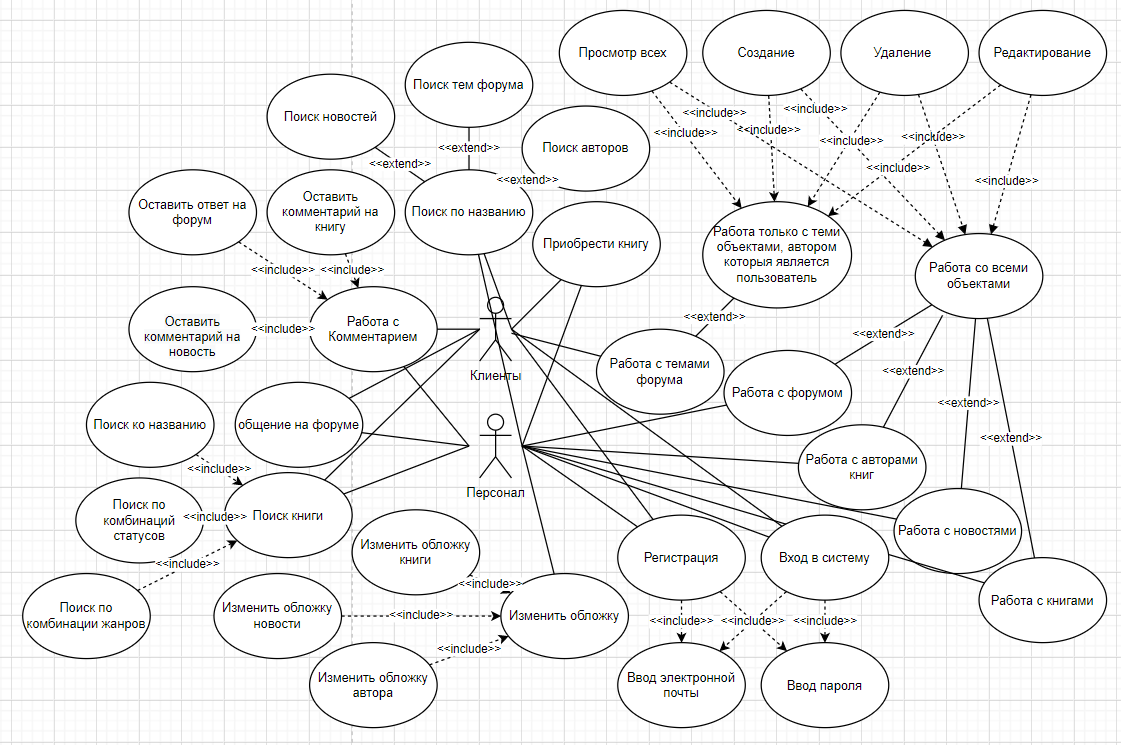 Просмотр всех
Создание
Удаление
Редактирование
Поиск тем форума
Поиск новостей
<<include>>
<<include>>
<<include>>
<<include>>
<<include>>
<<include>>
<<extend>>
Поиск авторов
<<extend>>
<<include>>
<<extend>>
<<include>>
Оставить ответ на
форум
Оставить
комментарий на
книгу
Поиск по названию
Приобрести книгу
Работа только с теми
объектами, автором
которыя является
пользователь
Работа со всеми
объектами
<<include>>
<<include>>
<<extend>>
Оставить
комментарий на
новость
<<include>>
Работа с
Комментарием
<<extend>>
Клиенты
Работа с темами
форума
<<extend>>
Работа с форумом
<<extend>>
Поиск ко названию
общение на форуме
<<extend>>
<<include>>
Работа с авторами
книг
Персонал
Поиск по
комбинаций
статусов
<<include>>
Поиск книги
Работа с новостями
Изменить обложку
книги
Регистрация
Вход в систему
<<include>>
<<include>>
Поиск по
комбинации жанров
Изменить обложку
новости
<<include>>
Изменить обложку
<<include>>
<<include>>
<<include>>
Работа с книгами
<<include>>
Изменить обложку
автора
Ввод электронной
почты
Ввод пароля